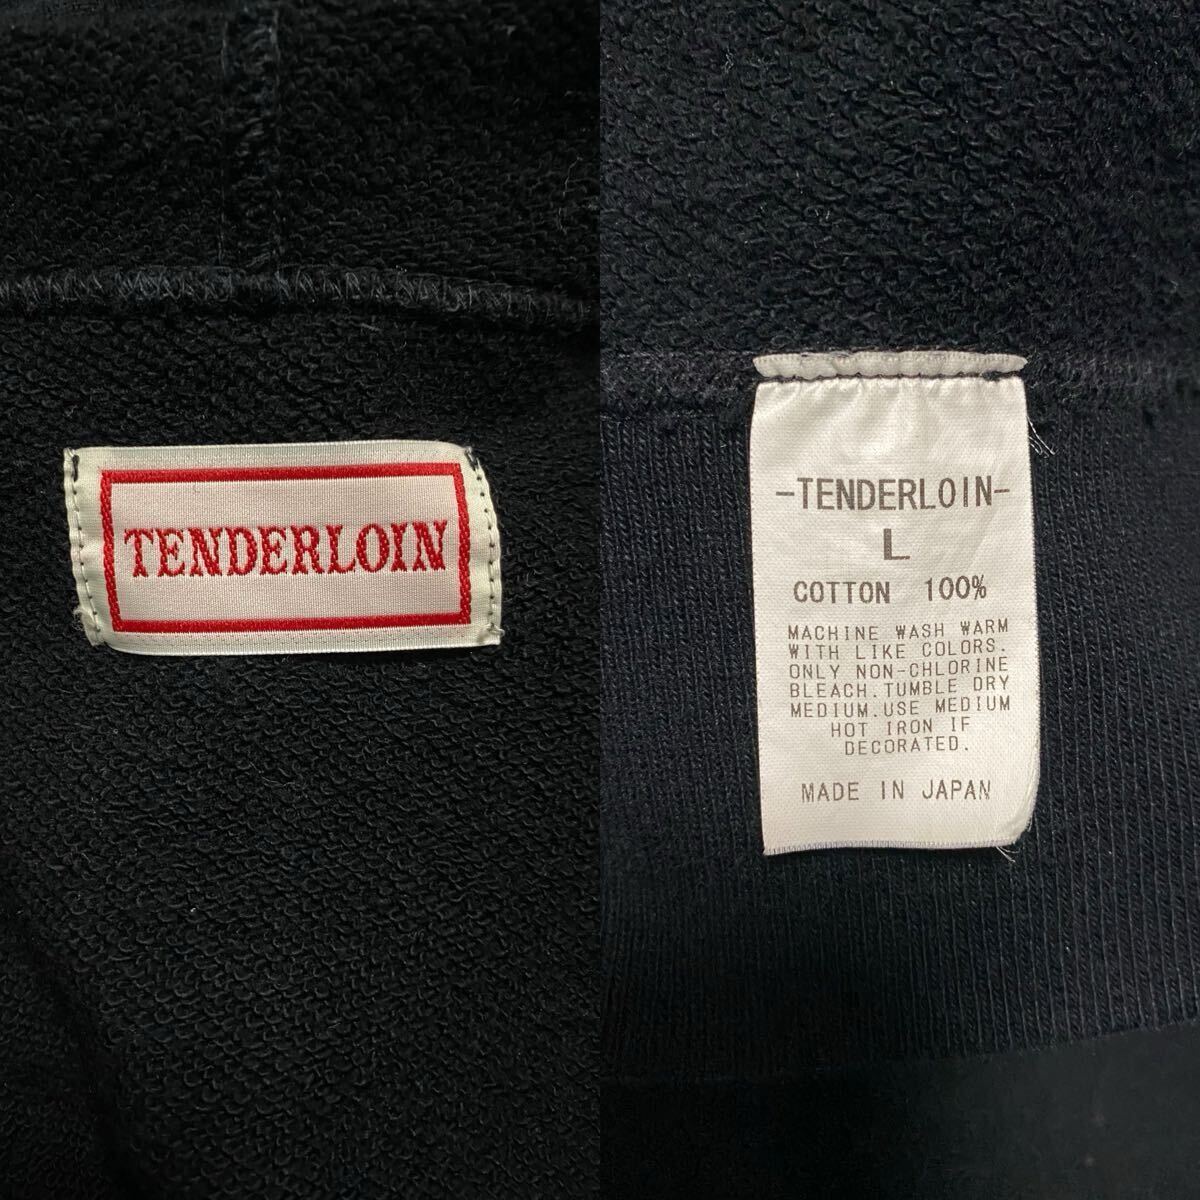 TENDERLOIN
-TENDERLOIN-
L
COTTON 100%
MACHINE WASH WARM
WITH LIKE COLORS.
ONLY NON-CHLORINE
BLEACH.TUMBLE DRY
MEDIUM.USE MEDIUM
HOT IRON IF
DECORATED.
MADE IN JAPAN